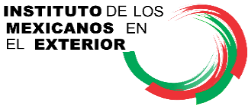 INSTITUTO DE LOS
MEXICANOS EN
EL EXTERIOR